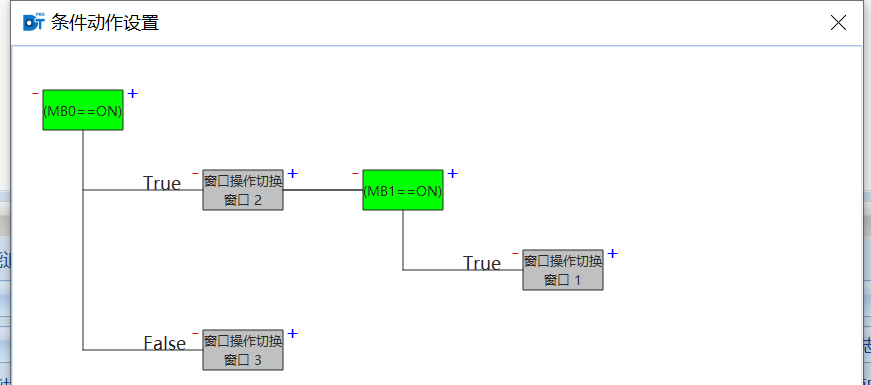 条件动作设置
- (MB0==ON) +
True
- 窗口操作切换 +
窗口 2
- (MB1==ON) +
True
- 窗口操作切换 +
窗口 1
False
- 窗口操作切换 +
窗口 3